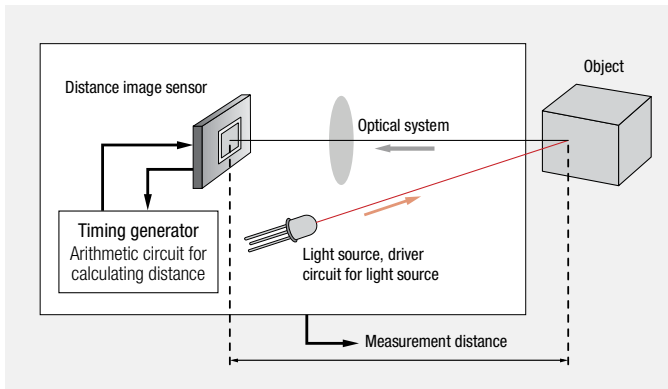 Distance image sensor
Object
Optical system
Timing generator
Arithmetic circuit for
calculating distance
Light source, driver
circuit for light source
Measurement distance